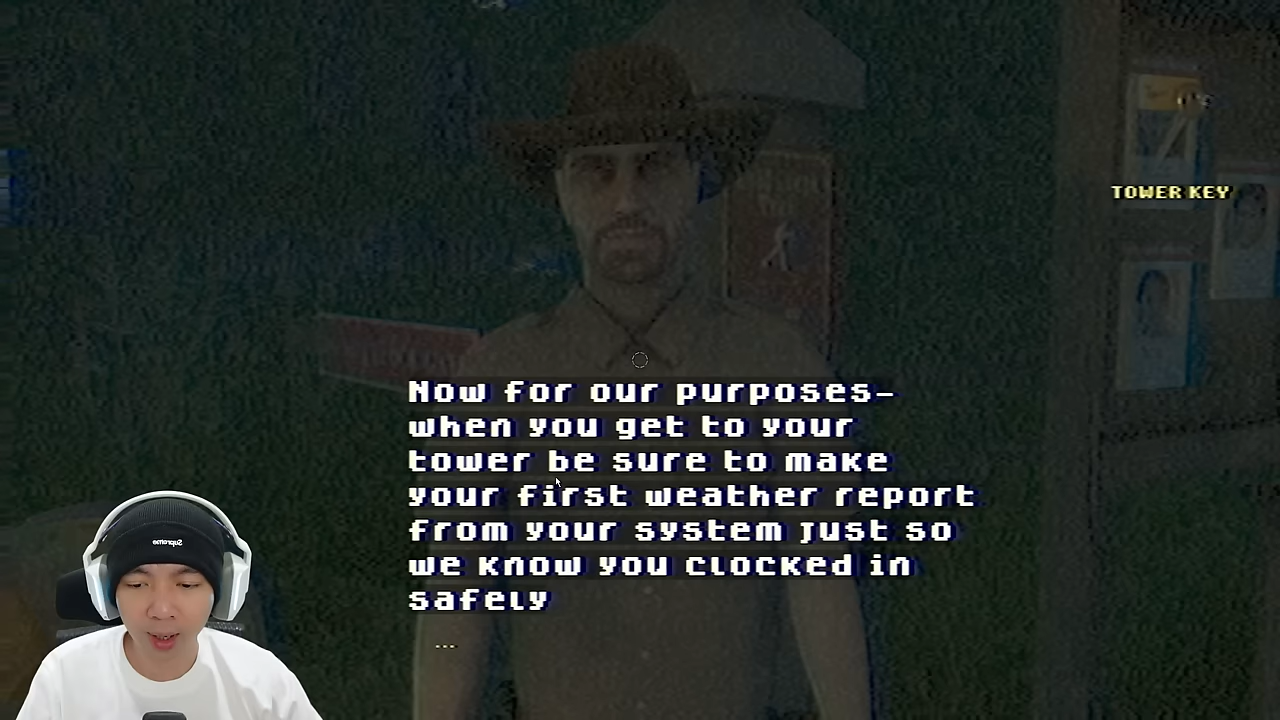 TOWER KEY
Now for our purposes-
when you get to your
tower be sure to make
your first weather report
from your system just so
we know you clocked in
safely
...
Supreme